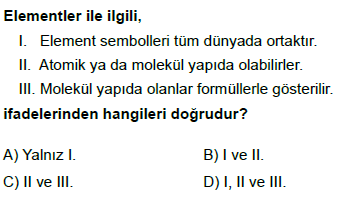 Elementler ile ilgili,
I. Element sembolleri tüm dünyada ortaktır.
II. Atomik ya da molekül yapıda olabilirler.
III. Molekül yapıda olanlar formüllerle gösterilir.
ifadelerinden hangileri doğrudur?
A) Yalnız I. B) I ve II.
C) II ve III. D) I, II ve III.